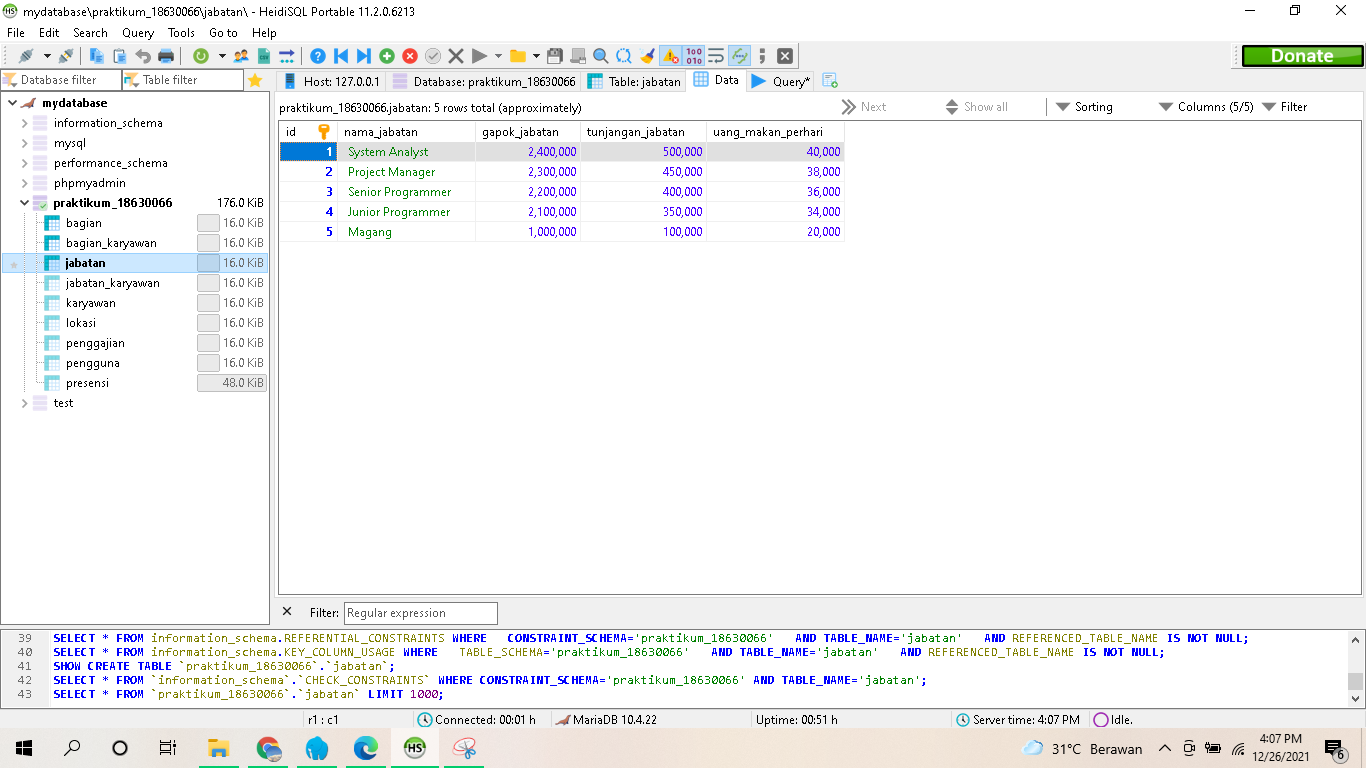 mydatabase\praktikum_18630066\jabatan\ - HeidiSQL Portable 11.2.0.6213
File Edit Search Query Tools Go to Help
Donate
Database filter Table filter
Host: 127.0.0.1 Database: praktikum_18630066 Table: jabatan Data Query*
praktikum_18630066.jabatan: 5 rows total (approximately) Next Show all Sorting Columns (5/5) Filter
mydatabase
information_schema
mysql
performance_schema
phpmyadmin
praktikum_18630066 176.0 KiB
bagian 16.0 KiB
bagian_karyawan 16.0 KiB
jabatan 16.0 KiB
jabatan_karyawan 16.0 KiB
karyawan 16.0 KiB
lokasi 16.0 KiB
penggajian 16.0 KiB
pengguna 16.0 KiB
presensi 48.0 KiB
test
id nama_jabatan gapok_jabatan tunjangan_jabatan uang_makan_perhari
1 System Analyst 2,400,000 500,000 40,000
2 Project Manager 2,300,000 450,000 38,000
3 Senior Programmer 2,200,000 400,000 36,000
4 Junior Programmer 2,100,000 350,000 34,000
5 Magang 1,000,000 100,000 20,000
Filter: Regular expression
39 SELECT * FROM information_schema.REFERENTIAL_CONSTRAINTS WHERE CONSTRAINT_SCHEMA='praktikum_18630066' AND TABLE_NAME='jabatan' AND REFERENCED_TABLE_NAME IS NOT NULL;
40 SELECT * FROM information_schema.KEY_COLUMN_USAGE WHERE TABLE_SCHEMA='praktikum_18630066' AND TABLE_NAME='jabatan' AND REFERENCED_TABLE_NAME IS NOT NULL;
41 SHOW CREATE TABLE `praktikum_18630066`.`jabatan`;
42 SELECT * FROM `information_schema`.`CHECK_CONSTRAINTS` WHERE CONSTRAINT_SCHEMA='praktikum_18630066' AND TABLE_NAME='jabatan';
43 SELECT * FROM `praktikum_18630066`.`jabatan` LIMIT 1000;
r1 : c1 Connected: 00:01 h MariaDB 10.4.22 Uptime: 00:51 h Server time: 4:07 PM Idle.
31°C Berawan 4:07 PM
12/26/2021 6